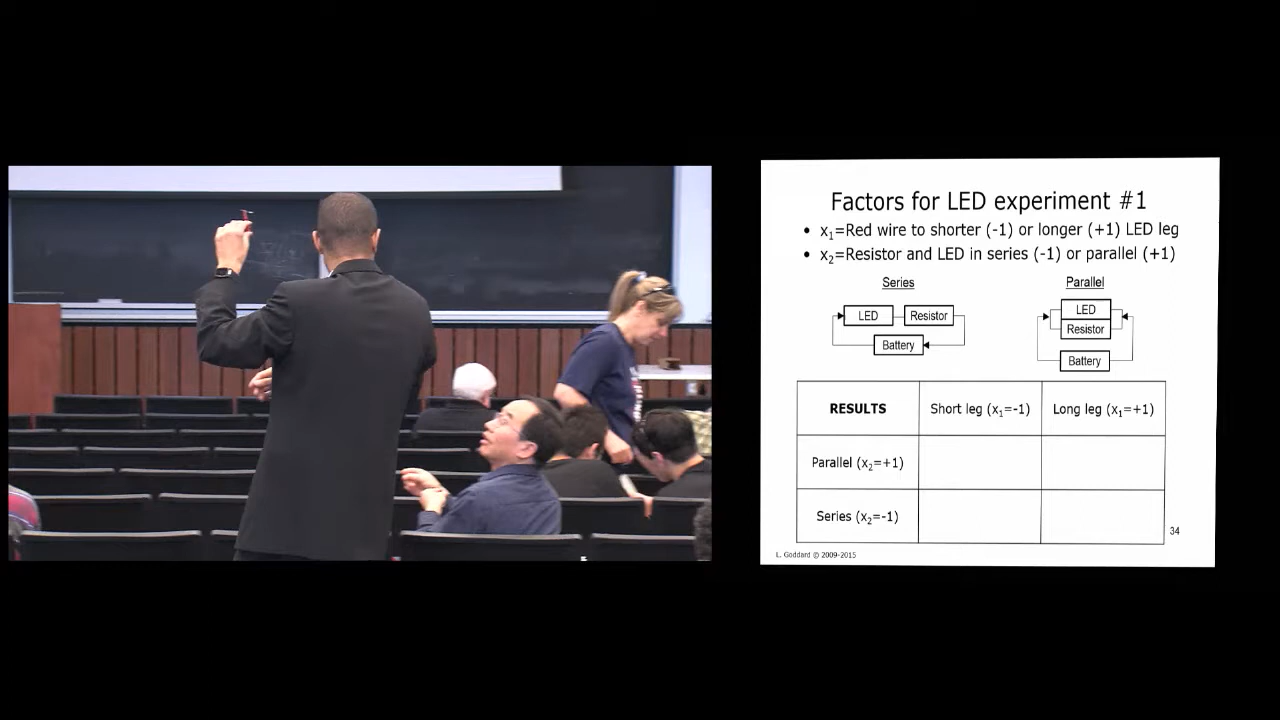 Factors for LED experiment #1
• x₁=Red wire to shorter (-1) or longer (+1) LED leg
• x₂=Resistor and LED in series (-1) or parallel (+1)
Series
Parallel
LED
Resistor
Battery
LED
Resistor
Battery
RESULTS
Short leg (x₁=-1)
Long leg (x₁=+1)
Parallel (x₂=+1)
Series (x₂=-1)
34
L. Goddard © 2009-2015